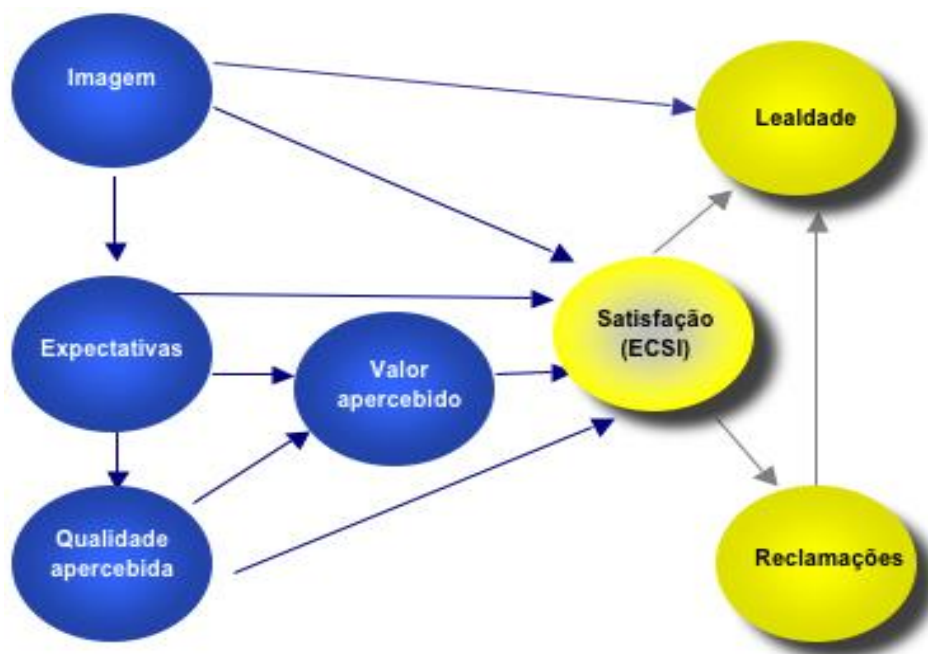 Imagem
Lealdade
Expectativas
Valor
apercebido
Satisfação
(ECSI)
Qualidade
apercebida
Reclamações